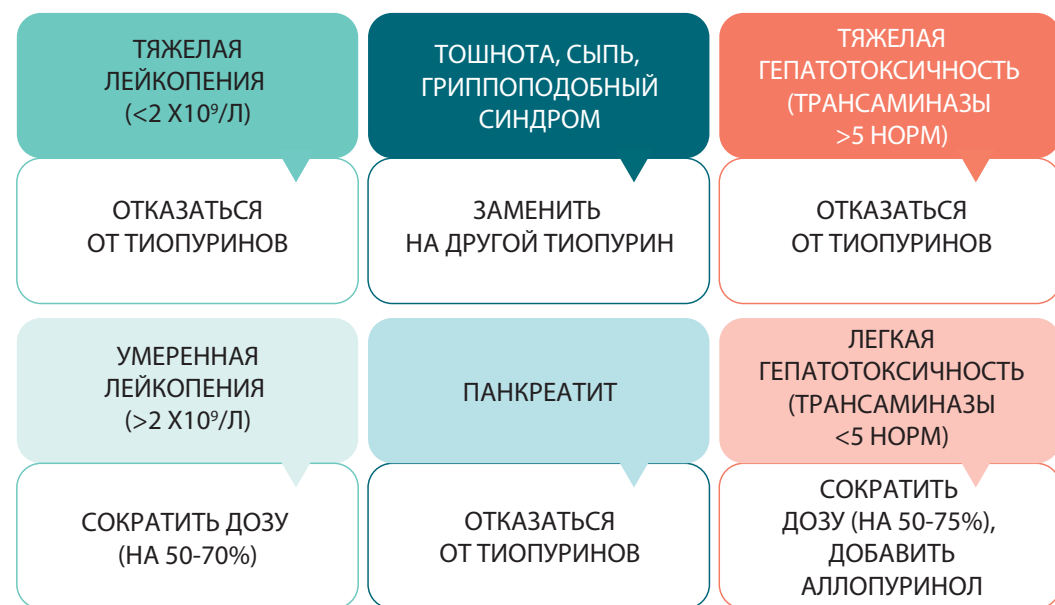 ТЯЖЕЛАЯ
ЛЕЙКОПЕНИЯ
(<2 X10⁹/Л)
ОТКАЗАТЬСЯ
ОТ ТИОПУРИНОВ
ТОШНОТА, СЫПЬ,
ГРИППОПОДОБНЫЙ
СИНДРОМ
ЗАМЕНИТЬ
НА ДРУГОЙ ТИОПУРИН
ТЯЖЕЛАЯ
ГЕПАТОТОКСИЧНОСТЬ
(ТРАНСАМИНАЗЫ
>5 НОРМ)
ОТКАЗАТЬСЯ
ОТ ТИОПУРИНОВ
УМЕРЕННАЯ
ЛЕЙКОПЕНИЯ
(>2 X10⁹/Л)
СОКРАТИТЬ ДОЗУ
(НА 50-70%)
ПАНКРЕАТИТ
ОТКАЗАТЬСЯ
ОТ ТИОПУРИНОВ
ЛЕГКАЯ
ГЕПАТОТОКСИЧНОСТЬ
(ТРАНСАМИНАЗЫ
<5 НОРМ)
СОКРАТИТЬ
ДОЗУ (НА 50-75%),
ДОБАВИТЬ
АЛЛОПУРИНОЛ